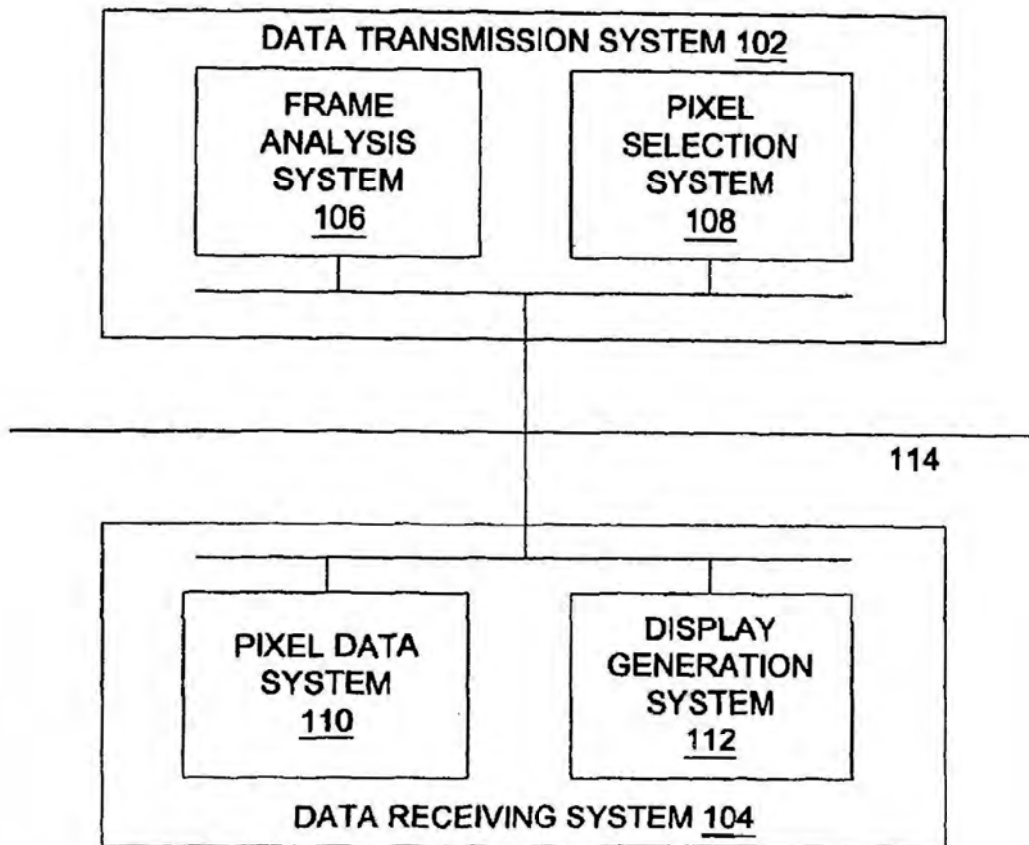 DATA TRANSMISSION SYSTEM 102
FRAME
ANALYSIS
SYSTEM
106
PIXEL
SELECTION
SYSTEM
108
114
PIXEL DATA
SYSTEM
110
DISPLAY
GENERATION
SYSTEM
112
DATA RECEIVING SYSTEM 104